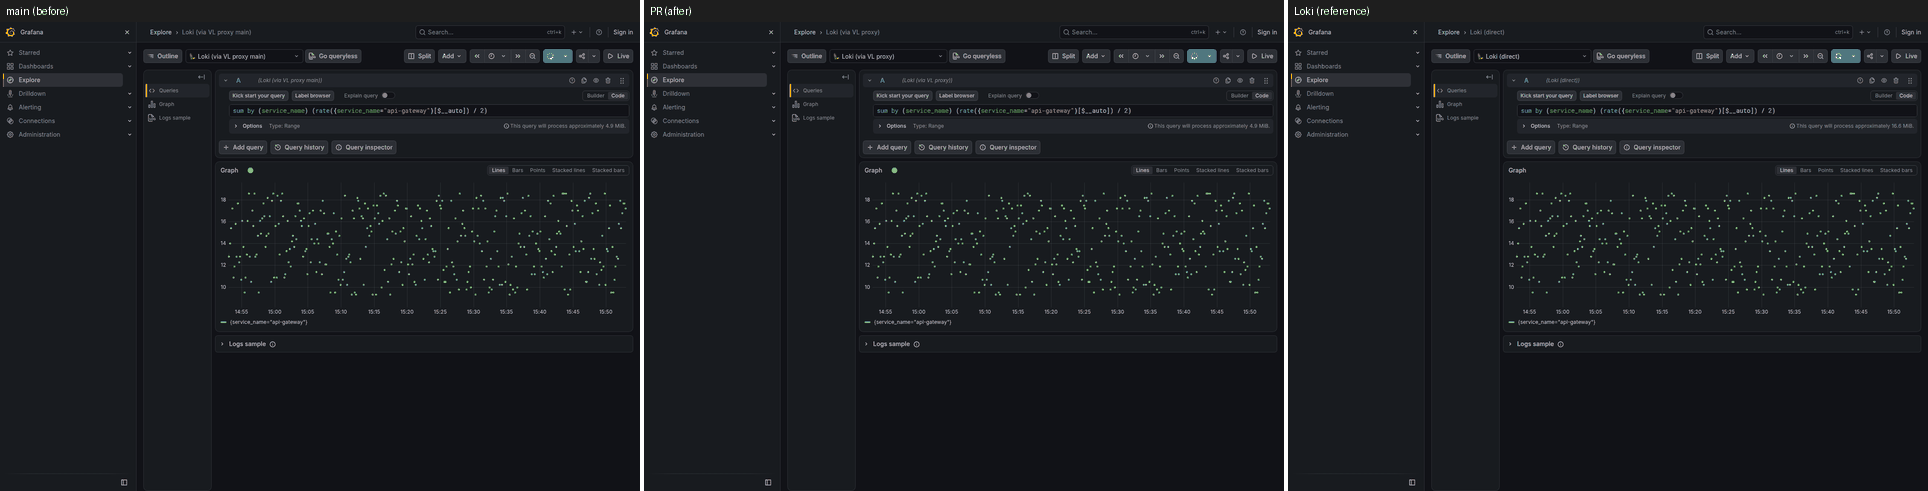 main (before)
Grafana
Explore › Loki (via VL proxy main)
Search... ctrl+k
Sign in
Starred
Dashboards
Explore
Drilldown
Alerting
Connections
Administration
Outline
Loki (via VL proxy main)
Go queryless
Split
Add
Live
Queries
Graph
Logs sample
A (Loki (via VL proxy main))
Kick start your query
Label browser
Explain query
Builder
Code
sum by (service_name) (rate({service_name="api-gateway"}[$__auto]) / 2)
Options Type: Range
This query will process approximately 4.9 MiB.
+ Add query
Query history
Query inspector
Graph
Lines Bars Points Stacked lines Stacked bars
18
16
14
12
10
14:55 15:00 15:05 15:10 15:15 15:20 15:25 15:30 15:35 15:40 15:45 15:50
{service_name="api-gateway"}
Logs sample
PR (after)
Grafana
Explore › Loki (via VL proxy)
Search... ctrl+k
Sign in
Starred
Dashboards
Explore
Drilldown
Alerting
Connections
Administration
Outline
Loki (via VL proxy)
Go queryless
Split
Add
Live
Queries
Graph
Logs sample
A (Loki (via VL proxy))
Kick start your query
Label browser
Explain query
Builder
Code
sum by (service_name) (rate({service_name="api-gateway"}[$__auto]) / 2)
Options Type: Range
This query will process approximately 4.9 MiB.
+ Add query
Query history
Query inspector
Graph
Lines Bars Points Stacked lines Stacked bars
18
16
14
12
10
14:55 15:00 15:05 15:10 15:15 15:20 15:25 15:30 15:35 15:40 15:45 15:50
{service_name="api-gateway"}
Logs sample
Loki (reference)
Grafana
Explore › Loki (direct)
Search... ctrl+k
Sign in
Starred
Dashboards
Explore
Drilldown
Alerting
Connections
Administration
Outline
Loki (direct)
Go queryless
Split
Add
Live
Queries
Graph
Logs sample
A (Loki (direct))
Kick start your query
Label browser
Explain query
Builder
Code
sum by (service_name) (rate({service_name="api-gateway"}[$__auto]) / 2)
Options Type: Range
This query will process approximately MiB.
+ Add query
Query history
Query inspector
Graph
Lines Bars Points Stacked lines Stacked bars
18
16
14
12
10
14:55 15:00 15:05 15:10 15:15 15:20 15:25 15:30 15:35 15:40 15:45 15:50
{service_name="api-gateway"}
Logs sample